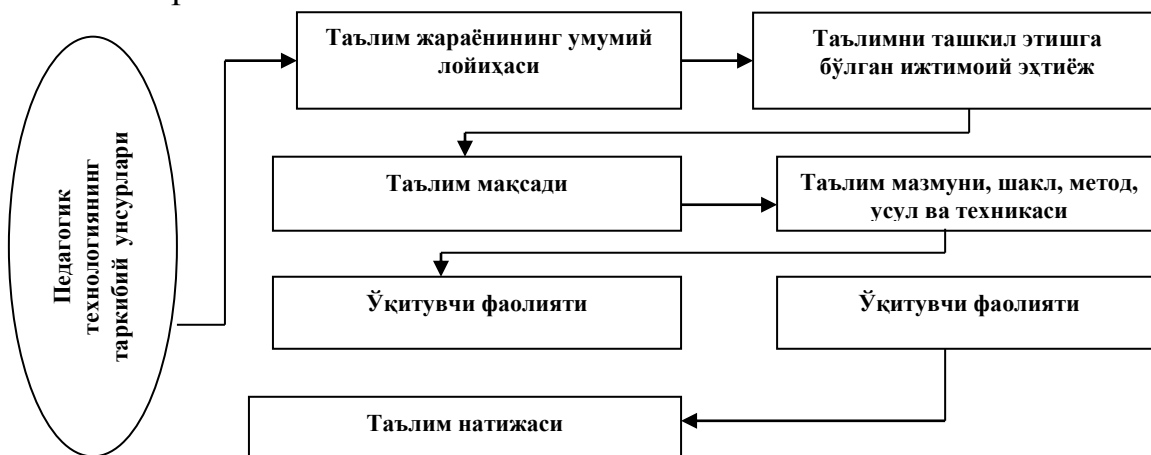 Педагогик
технологиянинг
таркибий унсурлари
Таълим жараёнининг умумий
лойиҳаси
Таълимни ташкил этишга
бўлган ижтимоий эҳтиёж
Таълим мақсади
Таълим мазмуни, шакл, метод,
усул ва техникаси
Ўқитувчи фаолияти
Ўқитувчи фаолияти
Таълим натижаси